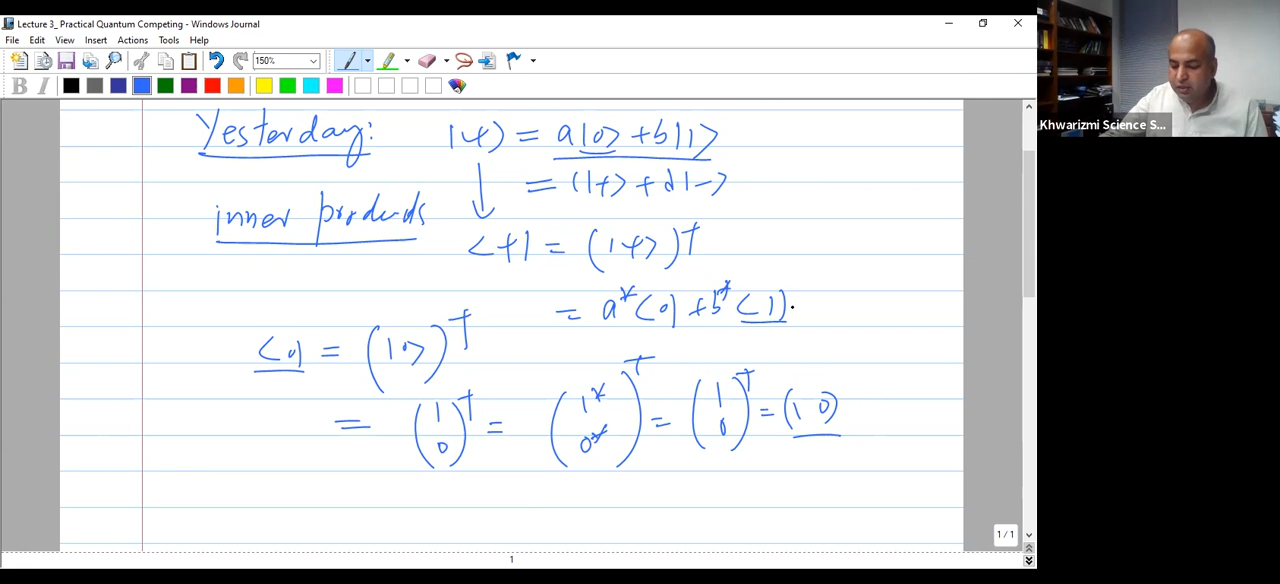 Lecture 3_ Practical Quantum Competing - Windows Journal
File Edit View Insert Actions Tools Help
150%
B I
Khwarizmi Science S...
Yesterday: |ψ⟩ = a|0⟩ + b|1⟩
= c|+⟩ + d|-⟩
inner products
⟨ψ| = (|ψ⟩)†
= a* ⟨0| + b* ⟨1|
⟨0| = (|0⟩)†
= (1 0)† = (1* 0*)T = (1 0)T = (1 0)
1 / 1
1